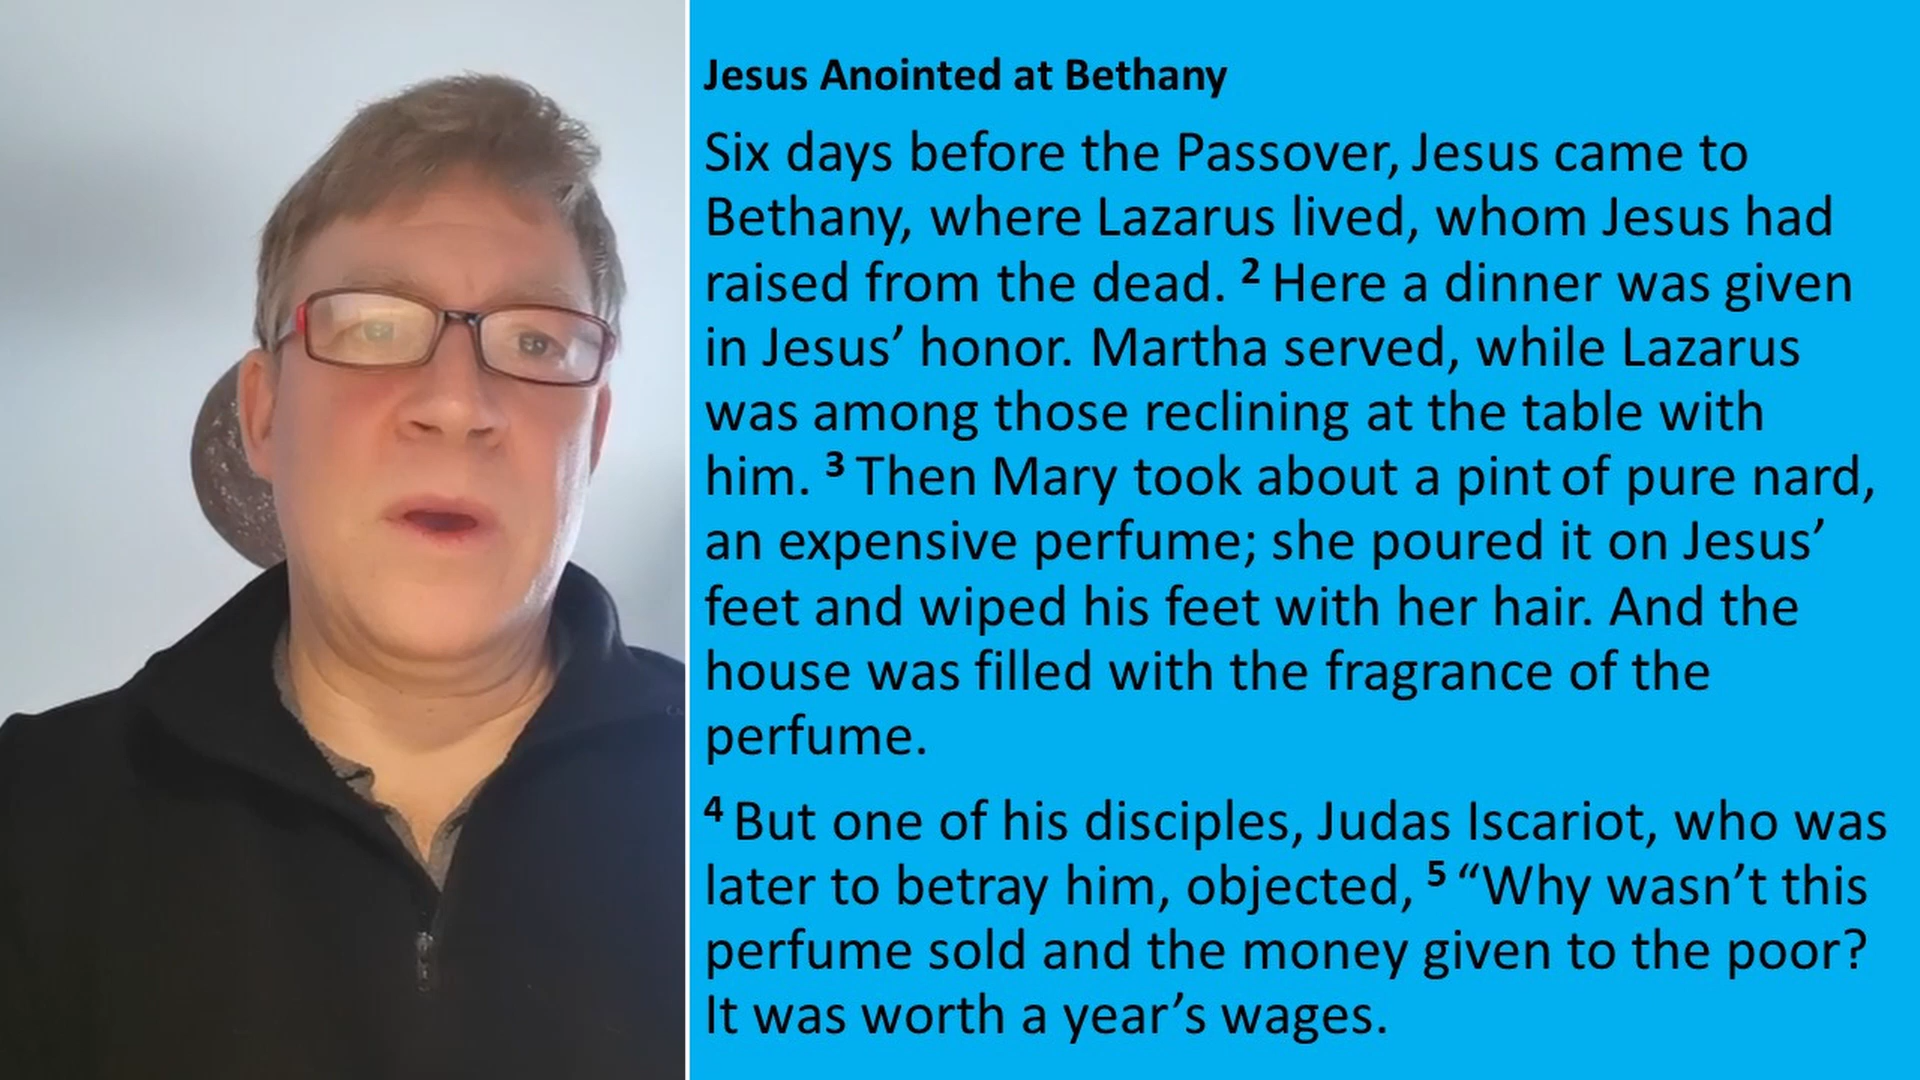 Jesus Anointed at Bethany
Six days before the Passover, Jesus came to
Bethany, where Lazarus lived, whom Jesus had
raised from the dead. 2 Here a dinner was given
in Jesus’ honor. Martha served, while Lazarus
was among those reclining at the table with
him. 3 Then Mary took about a pint of pure nard,
an expensive perfume; she poured it on Jesus’
feet and wiped his feet with her hair. And the
house was filled with the fragrance of the
perfume.
4 But one of his disciples, Judas Iscariot, who was
later to betray him, objected, 5 “Why wasn’t this
perfume sold and the money given to the poor?
It was worth a year’s wages.